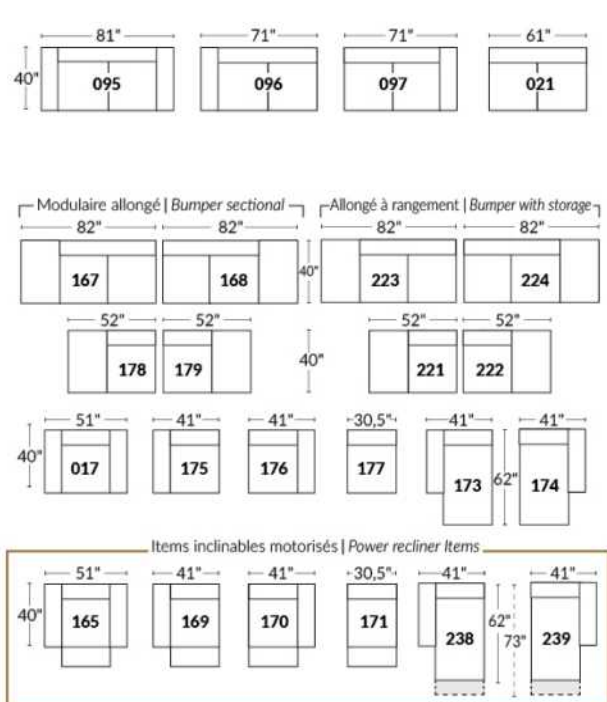 81" 71" 71" 61"
40" 095 096 097 021
Modulaire allongé | Bumper sectional Allongé à rangement | Bumper with storage
82" 82" 82" 82"
167 168 40" 223 224
52" 52" 52" 52"
178 179 40" 221 222
51" 41" 41" 30,5" 41" 41"
40" 017 175 176 177 173 62" 174
Items inclinables motorisés | Power recliner Items
51" 41" 41" 30,5" 41" 41"
40" 165 169 170 171 238 62" 73" 239